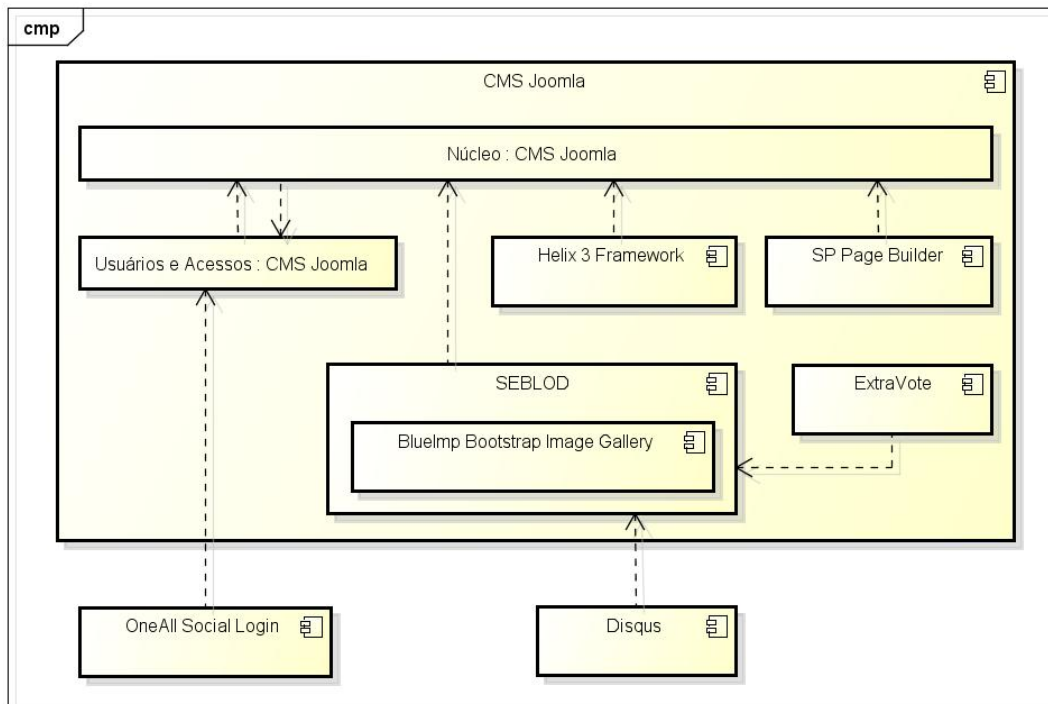 cmp
CMS Joomla
Núcleo : CMS Joomla
Usuários e Acessos : CMS Joomla
Helix 3 Framework
SP Page Builder
SEBLOD
ExtraVote
BlueImp Bootstrap Image Gallery
OneAll Social Login
Disqus